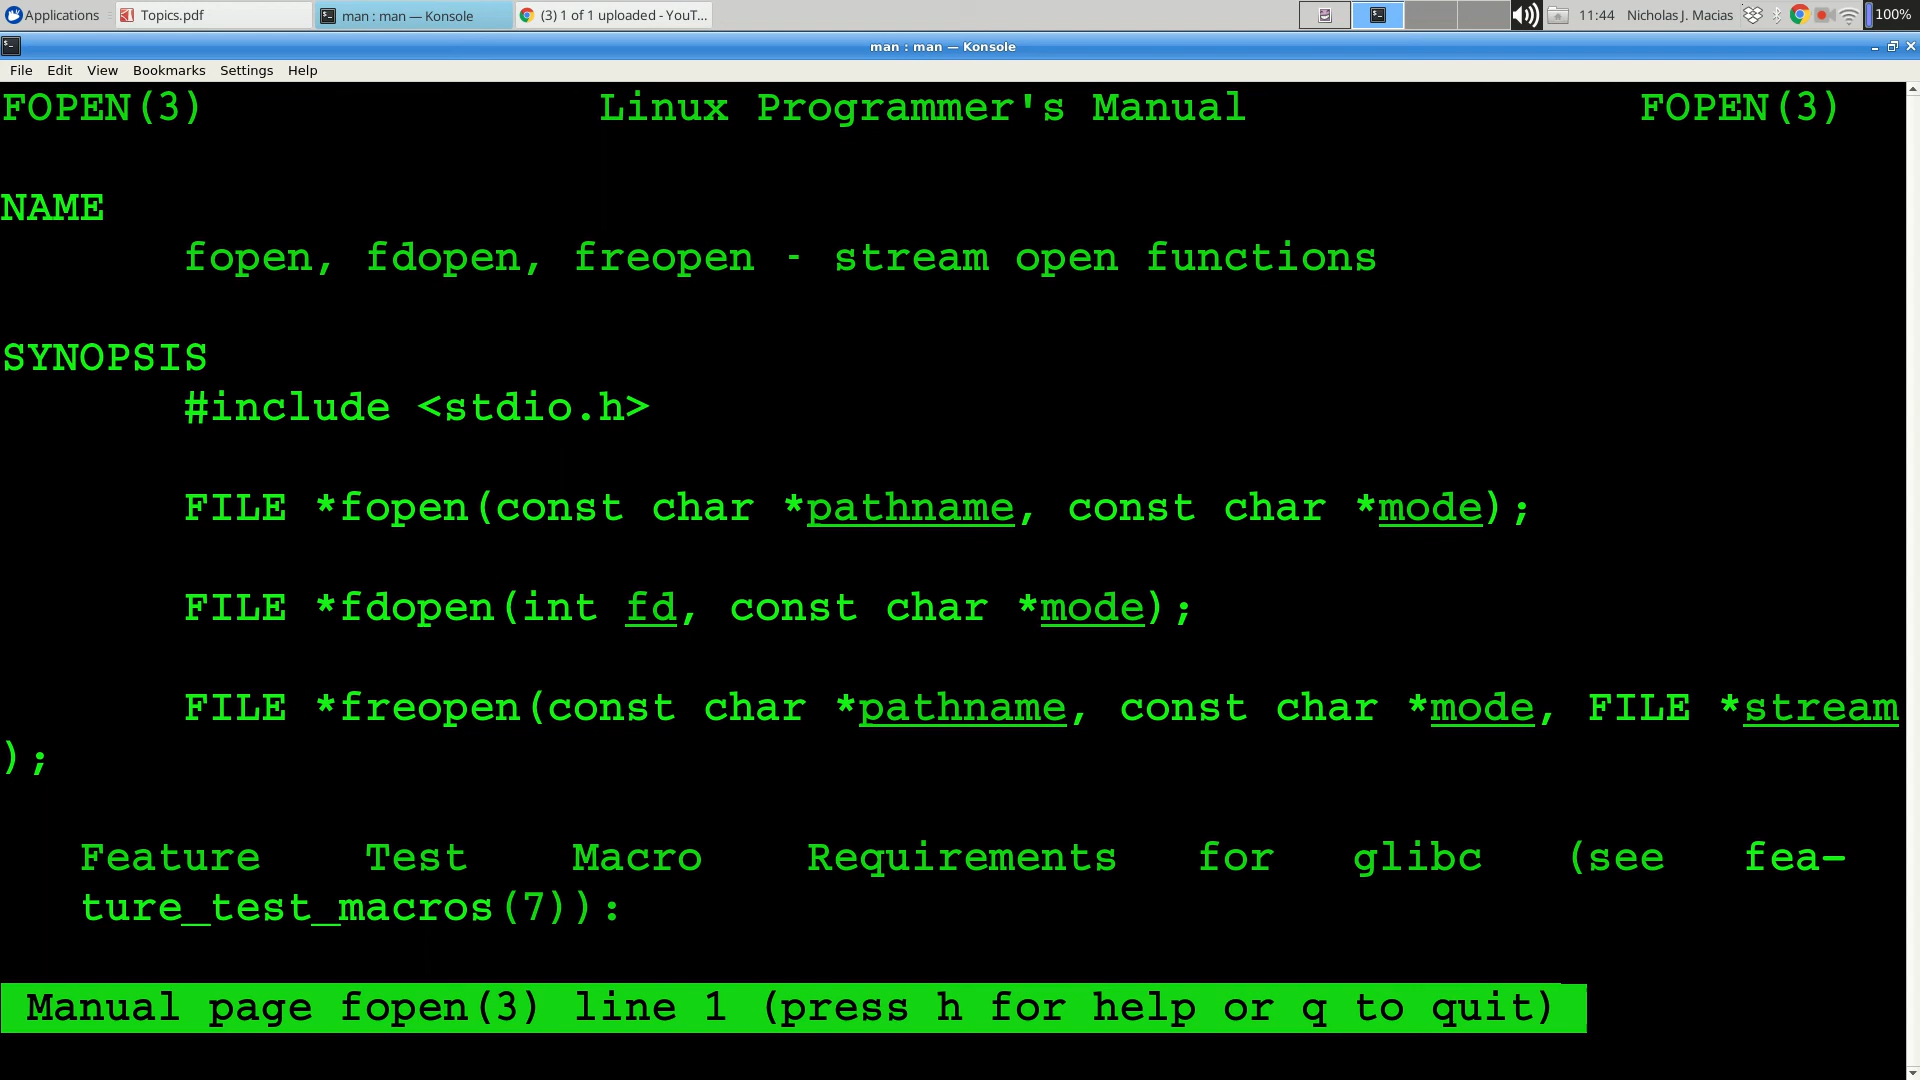 Applications Topics.pdf man : man — Konsole (3) 1 of 1 uploaded - YouT... 11:44 Nicholas J. Macias 100%
man : man — Konsole
File Edit View Bookmarks Settings Help
FOPEN(3) Linux Programmer's Manual FOPEN(3)
NAME
fopen, fdopen, freopen - stream open functions
SYNOPSIS
#include <stdio.h>
FILE *fopen(const char *pathname, const char *mode);
FILE *fdopen(int fd, const char *mode);
FILE *freopen(const char *pathname, const char *mode, FILE *stream
);
Feature Test Macro Requirements for glibc (see fea-
ture_test_macros(7)):
Manual page fopen(3) line 1 (press h for help or q to quit)